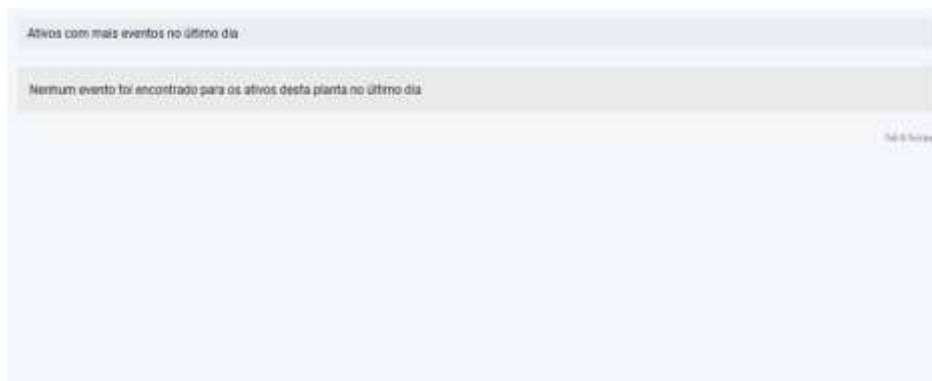 Ativos com mais eventos no último dia
Nenhum evento foi encontrado para os ativos desta planta no último dia